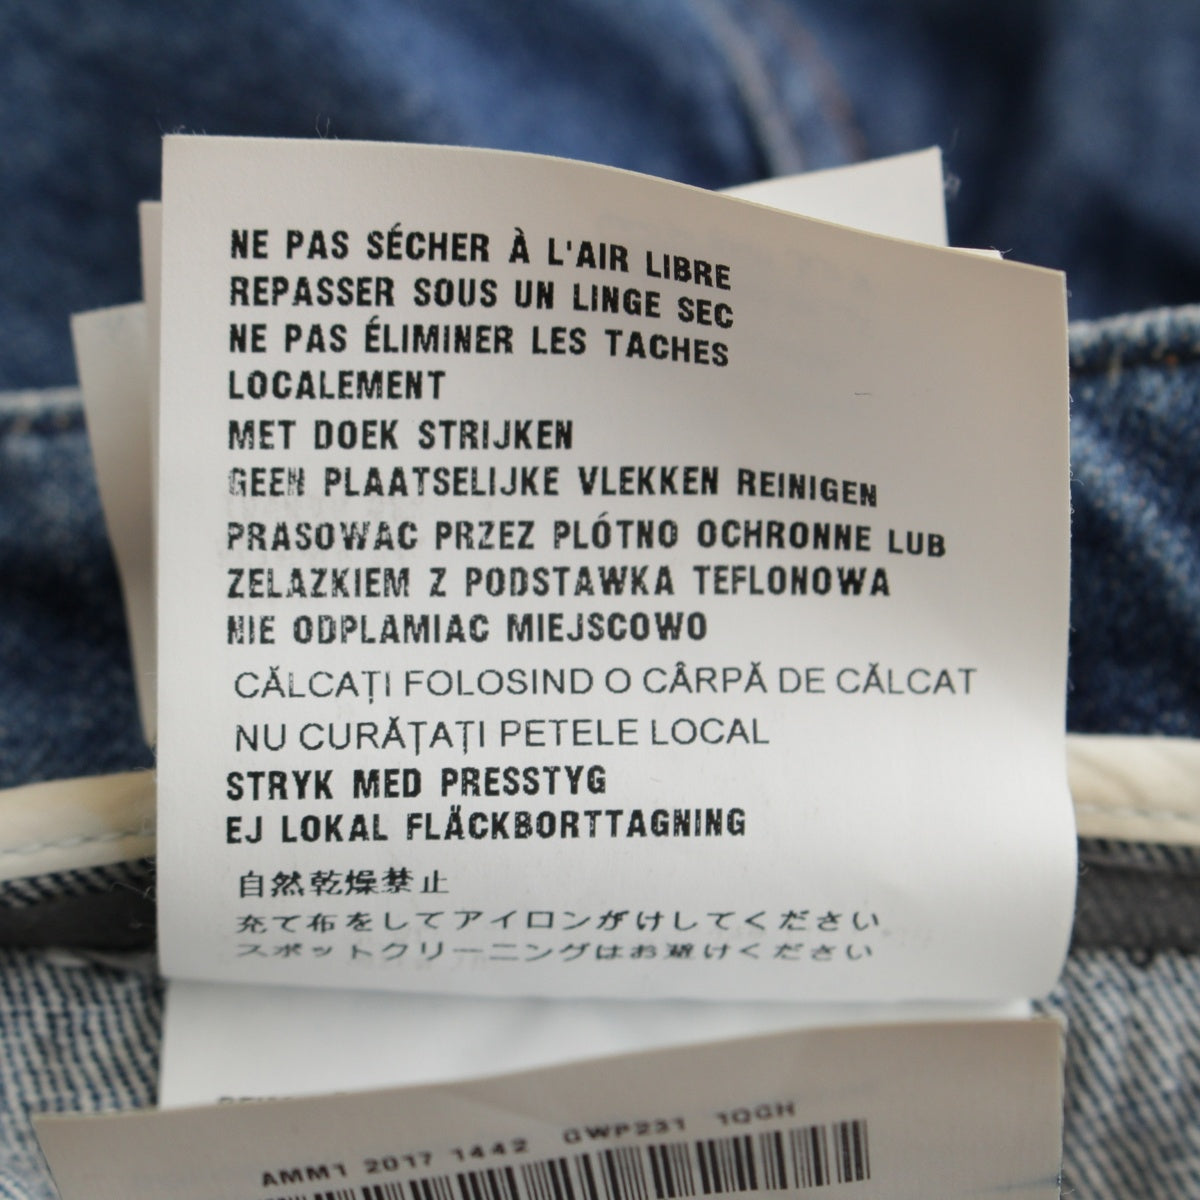 NE PAS SÉCHER À L'AIR LIBRE
REPASSER SOUS UN LINGE SEC
NE PAS ÉLIMINER LES TACHES
LOCALEMENT
MET DOEK STRIJKEN
GEEN PLAATSELIJKE VLEKKEN REINIGEN
PRASOWAC PRZEZ PLÓTNO OCHRONNE LUB
ZELAZKIEM Z PODSTAWKA TEFLONOWA
NIE ODPLAMIAC MIEJSCOWO
CĂLCAȚI FOLOSIND O CÂRPĂ DE CĂLCAT
NU CURĂȚAȚI PETELE LOCAL
STRYK MED PRESSTYG
EJ LOKAL FLÄCKBORTTAGNING
自然乾燥禁止
充て布をしてアイロンがけしてください
スポットクリーニングはお避けください
AMM1 2017 1442 GWP231 1QGH